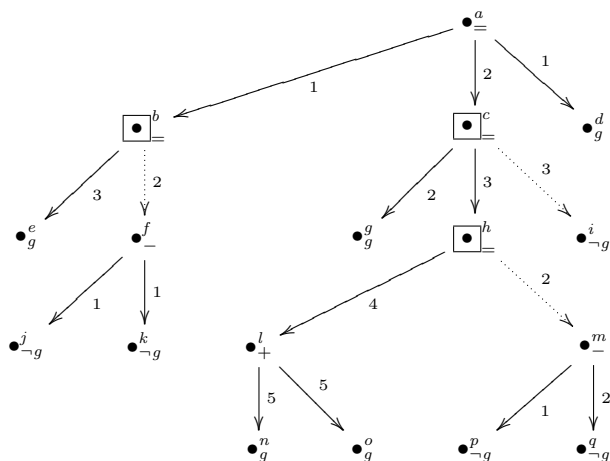 a
=
1 2 1
b c d
= = g
3 2 2 3 3
e f g h i
g − g = ¬g
1 1 4 2
j k l m
¬g ¬g + −
5 5 1 2
n o p q
g g ¬g ¬g